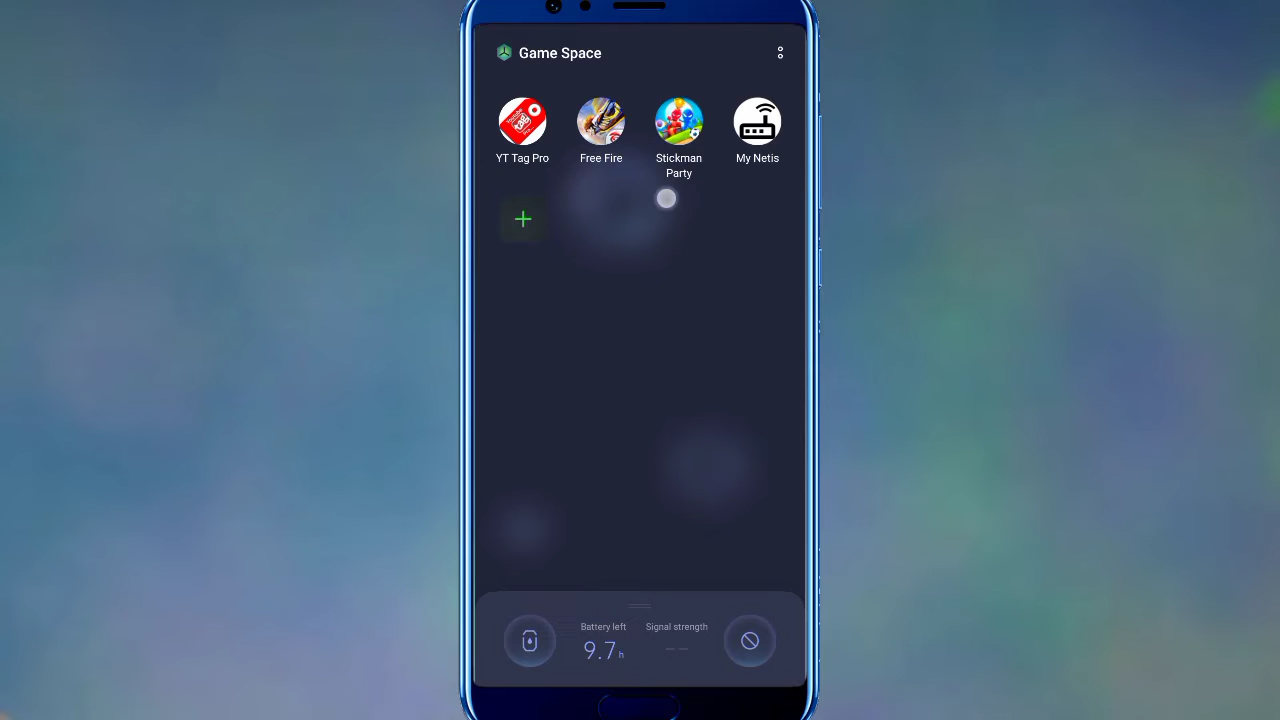 Game Space
YT Tag Pro
Free Fire
Stickman
Party
My Netis
Battery left
Signal strength
9.7 h
--